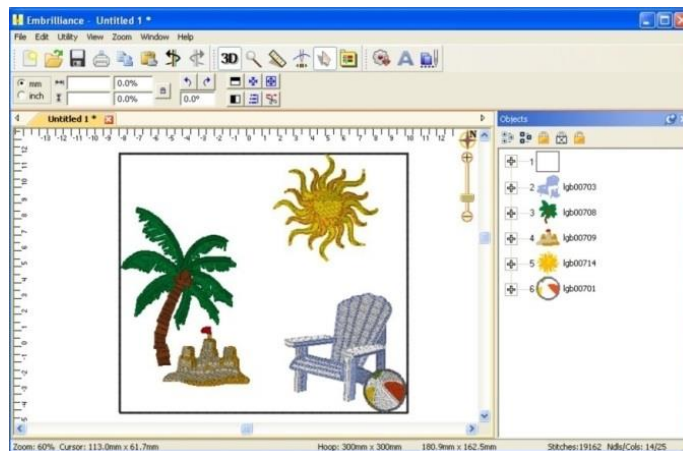 Embrilliance - Untitled 1 *
File Edit Utility View Zoom Window Help
3D
A
mm
0.0%
inch
0.0%
0.0°
Untitled 1 *
Objects
N
1
2 lgb00703
3 lgb00708
4 lgb00709
5 lgb00714
6 lgb00701
Zoom: 60% Cursor: 113.0mm x 61.7mm Hoop: 300mm x 300mm 180.9mm x 162.5mm Stitches:19162 Ndls/Cols: 14/25